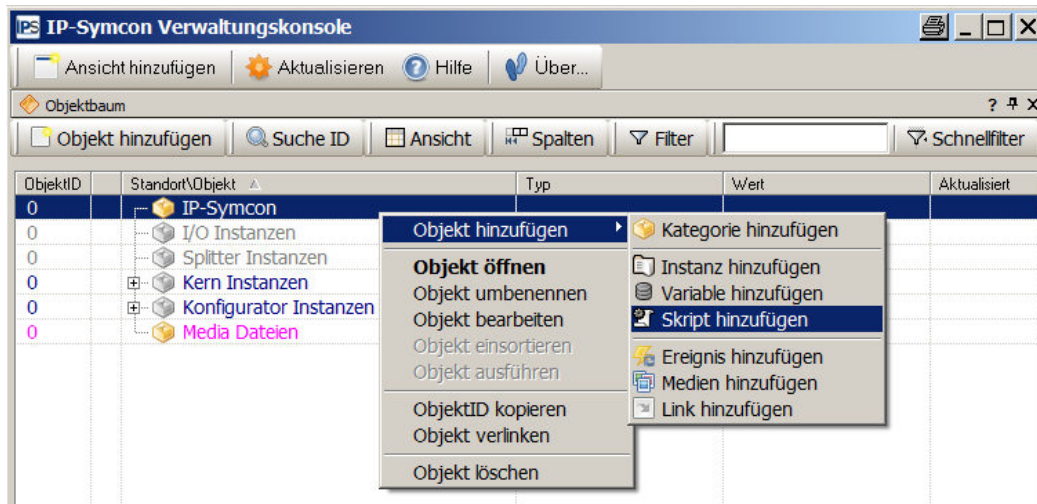 IPS IP-Symcon Verwaltungskonsole
Ansicht hinzufügen Aktualisieren Hilfe Über...
Objektbaum
Objekt hinzufügen Suche ID Ansicht Spalten Filter Schnellfilter
ObjektID Standort\Objekt Typ Wert Aktualisiert
0 IP-Symcon
0 I/O Instanzen
0 Splitter Instanzen
0 Kern Instanzen
0 Konfigurator Instanzen
0 Media Dateien
Objekt hinzufügen
Objekt öffnen
Objekt umbenennen
Objekt bearbeiten
Objekt einsortieren
Objekt ausführen
ObjektID kopieren
Objekt verlinken
Objekt löschen
Kategorie hinzufügen
Instanz hinzufügen
Variable hinzufügen
Skript hinzufügen
Ereignis hinzufügen
Medien hinzufügen
Link hinzufügen